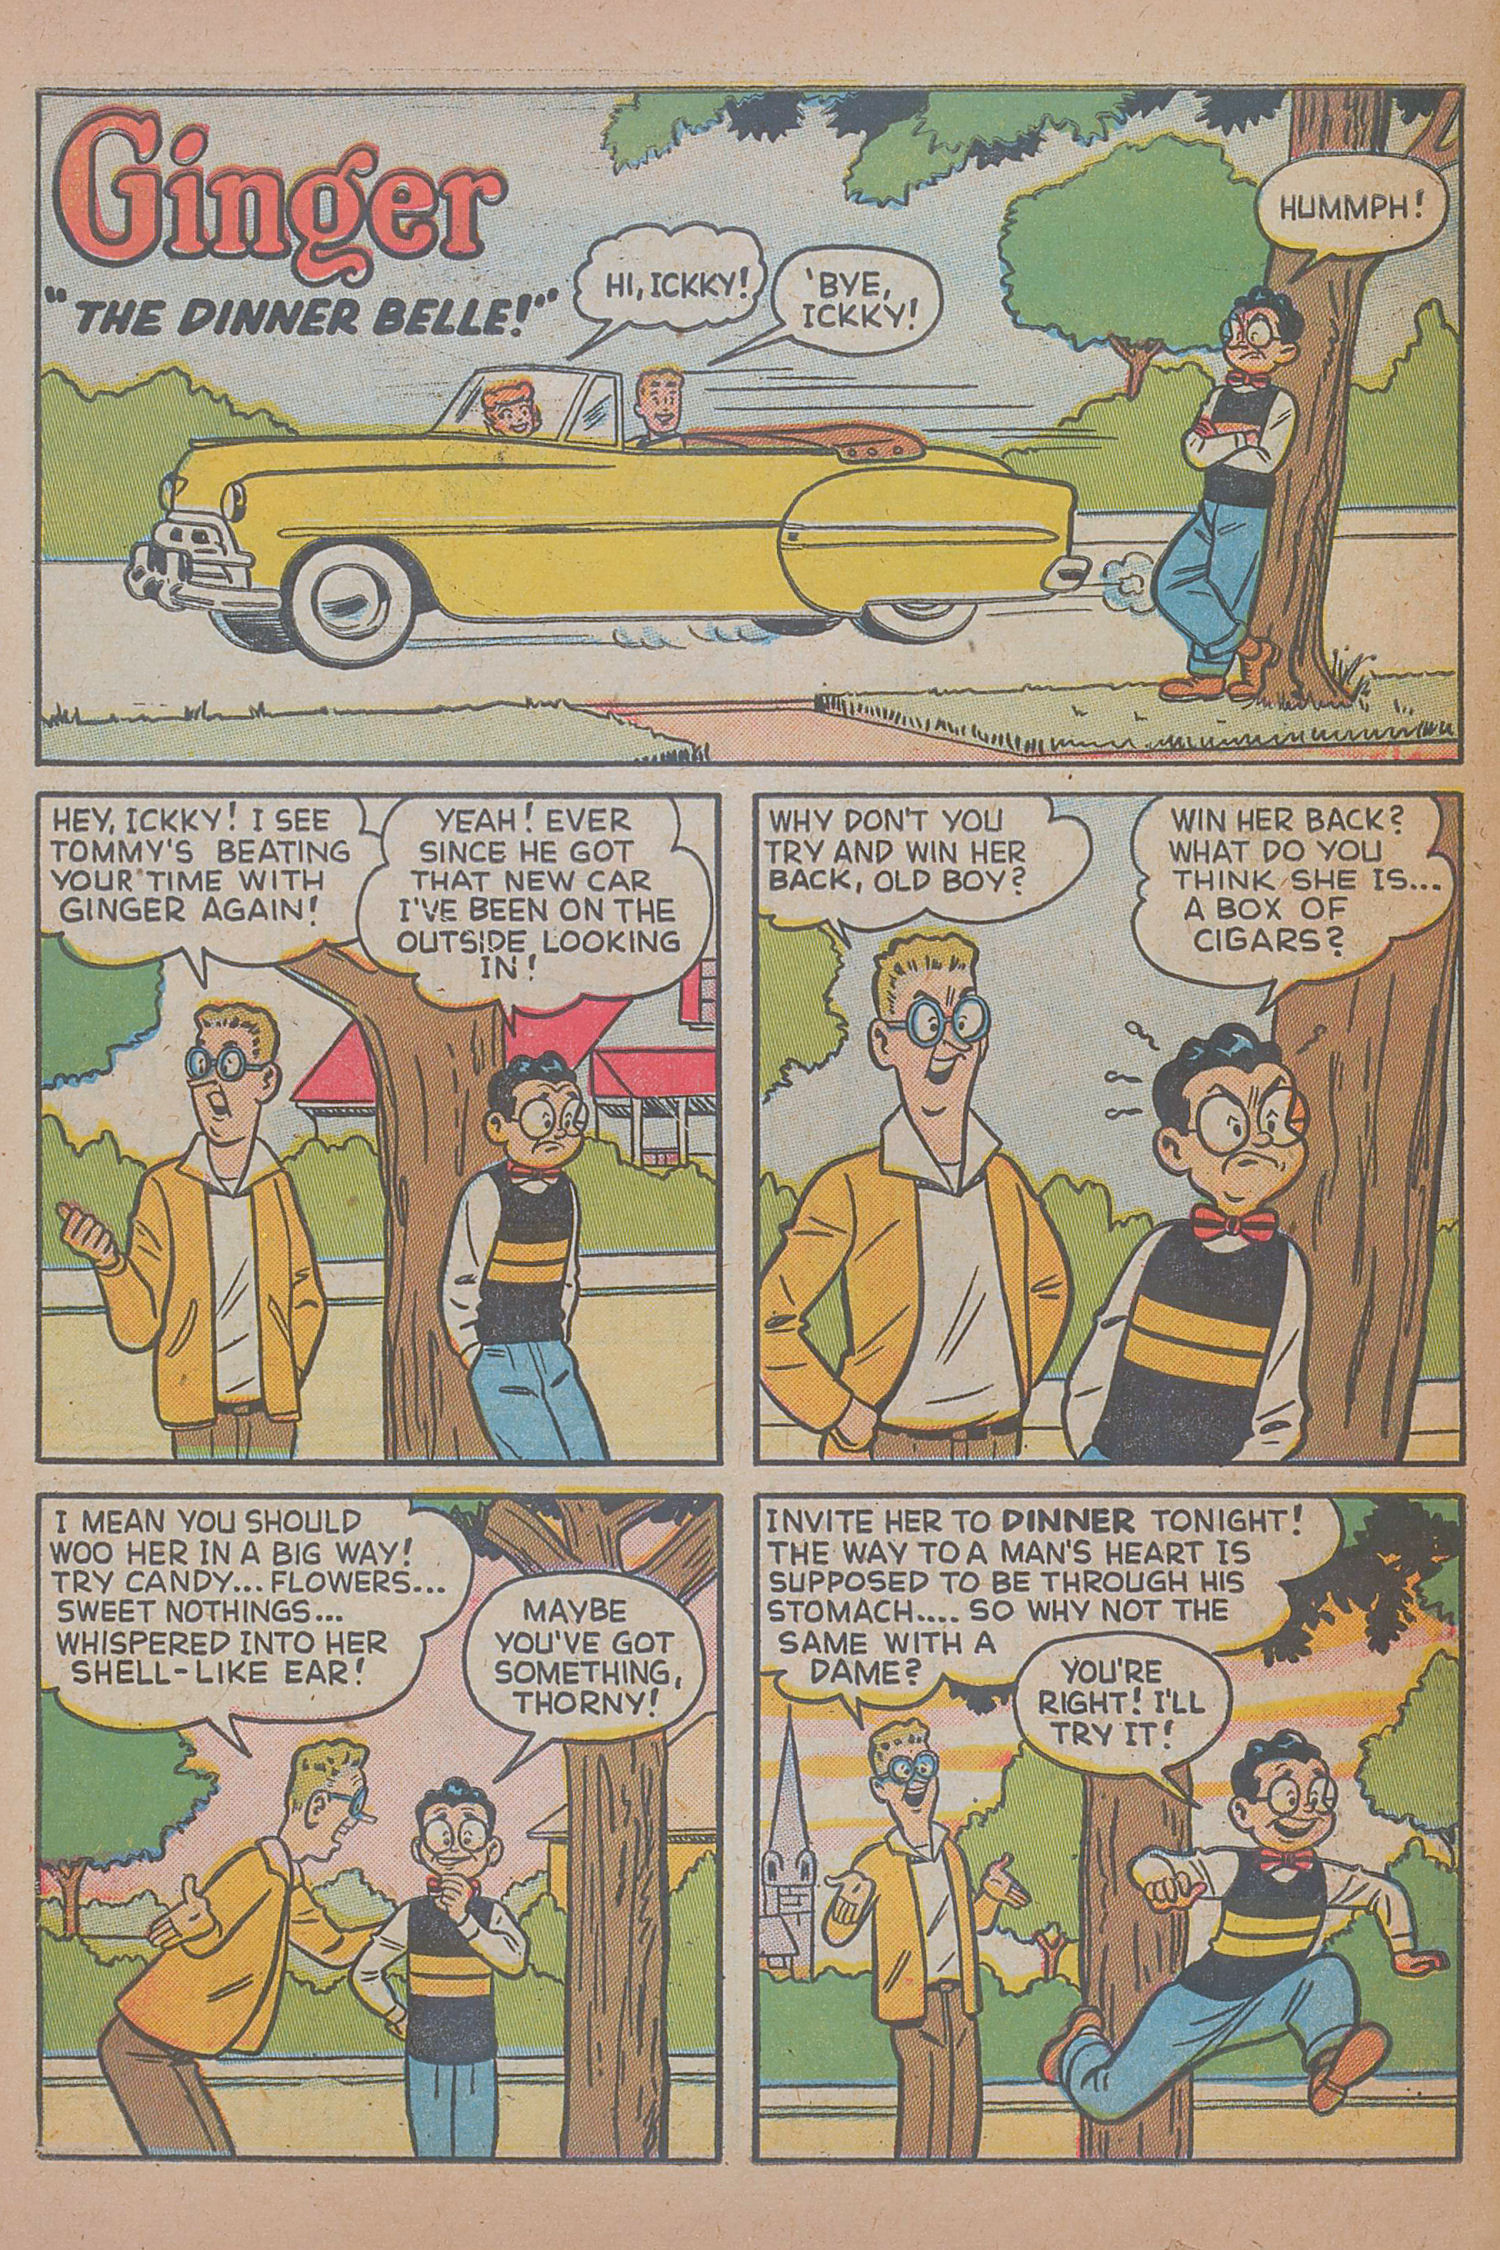 Ginger
"THE DINNER BELLE!"
HI, ICKKY!
'BYE,
ICKKY!
HUMMPH!
HEY, ICKKY! I SEE
TOMMY'S BEATING
YOUR TIME WITH
GINGER AGAIN!
YEAH! EVER
SINCE HE GOT
THAT NEW CAR
I'VE BEEN ON THE
OUTSIDE LOOKING
IN!
WHY DON'T YOU
TRY AND WIN HER
BACK, OLD BOY?
WIN HER BACK?
WHAT DO YOU
THINK SHE IS...
A BOX OF
CIGARS?
I MEAN YOU SHOULD
WOO HER IN A BIG WAY!
TRY CANDY... FLOWERS...
SWEET NOTHINGS...
WHISPERED INTO HER
SHELL-LIKE EAR!
MAYBE
YOU'VE GOT
SOMETHING,
THORNY!
INVITE HER TO DINNER TONIGHT!
THE WAY TO A MAN'S HEART IS
SUPPOSED TO BE THROUGH HIS
STOMACH.... SO WHY NOT THE
SAME WITH A
DAME?
YOU'RE
RIGHT! I'LL
TRY IT!